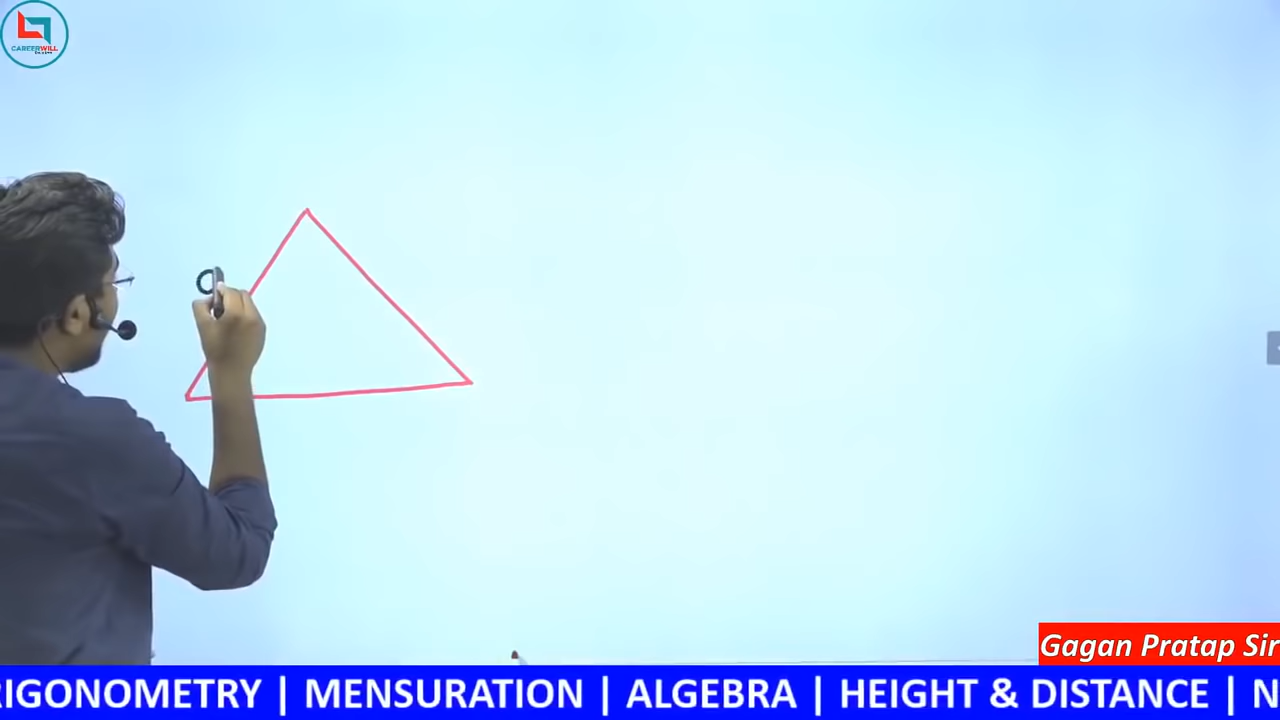 CAREERWILL
Gagan Pratap Sir
RIGONOMETRY | MENSURATION | ALGEBRA | HEIGHT & DISTANCE | N